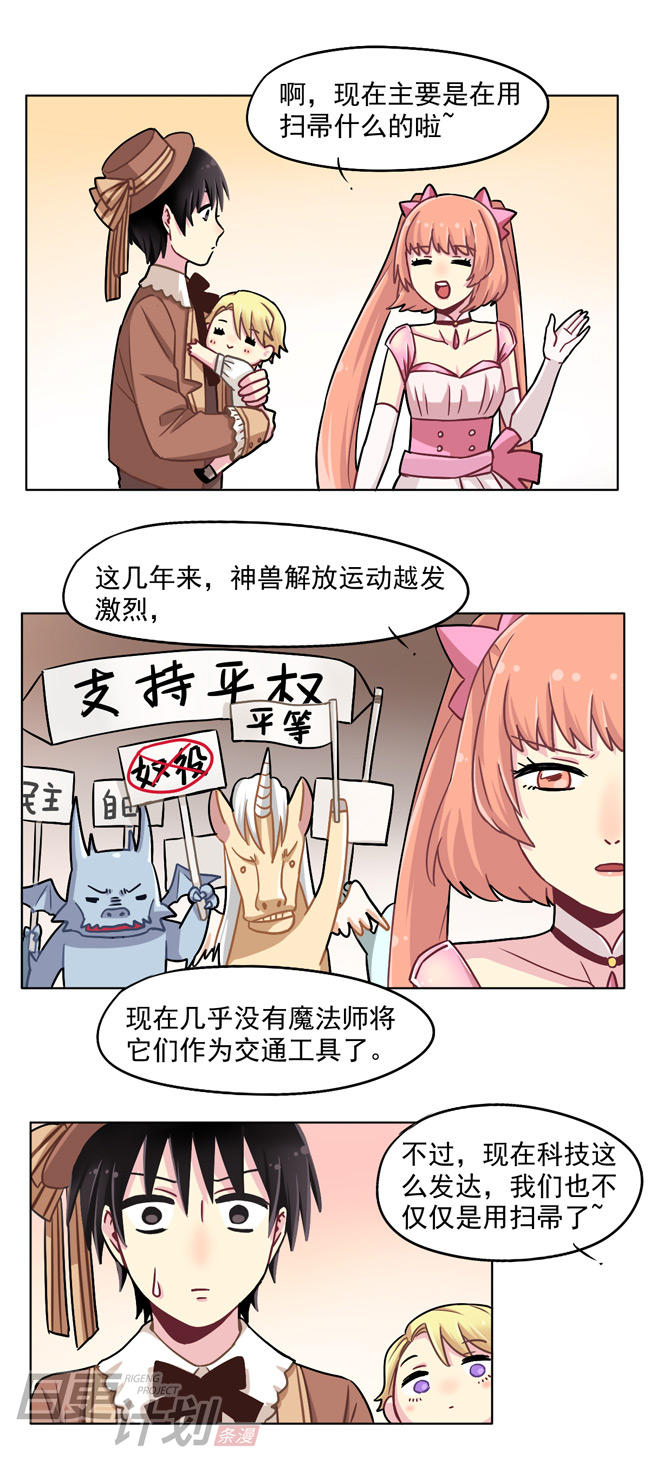 啊，现在主要是在用
扫帚什么的啦~
这几年来，神兽解放运动越发
激烈，
支持平权
平等
奴役
民主
自由
现在几乎没有魔法师将
它们作为交通工具了。
不过，现在科技这
么发达，我们也不
仅仅是用扫帚了~
日更
RIGENG
PROJECT
计划
条漫